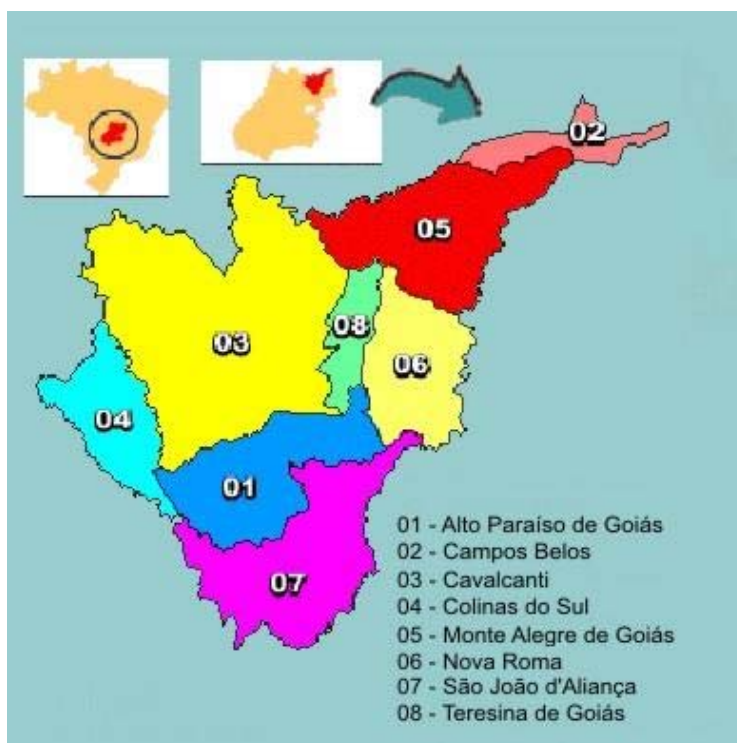 02
05
08
03
06
04
01
07
01 - Alto Paraíso de Goiás
02 - Campos Belos
03 - Cavalcanti
04 - Colinas do Sul
05 - Monte Alegre de Goiás
06 - Nova Roma
07 - São João d'Aliança
08 - Teresina de Goiás